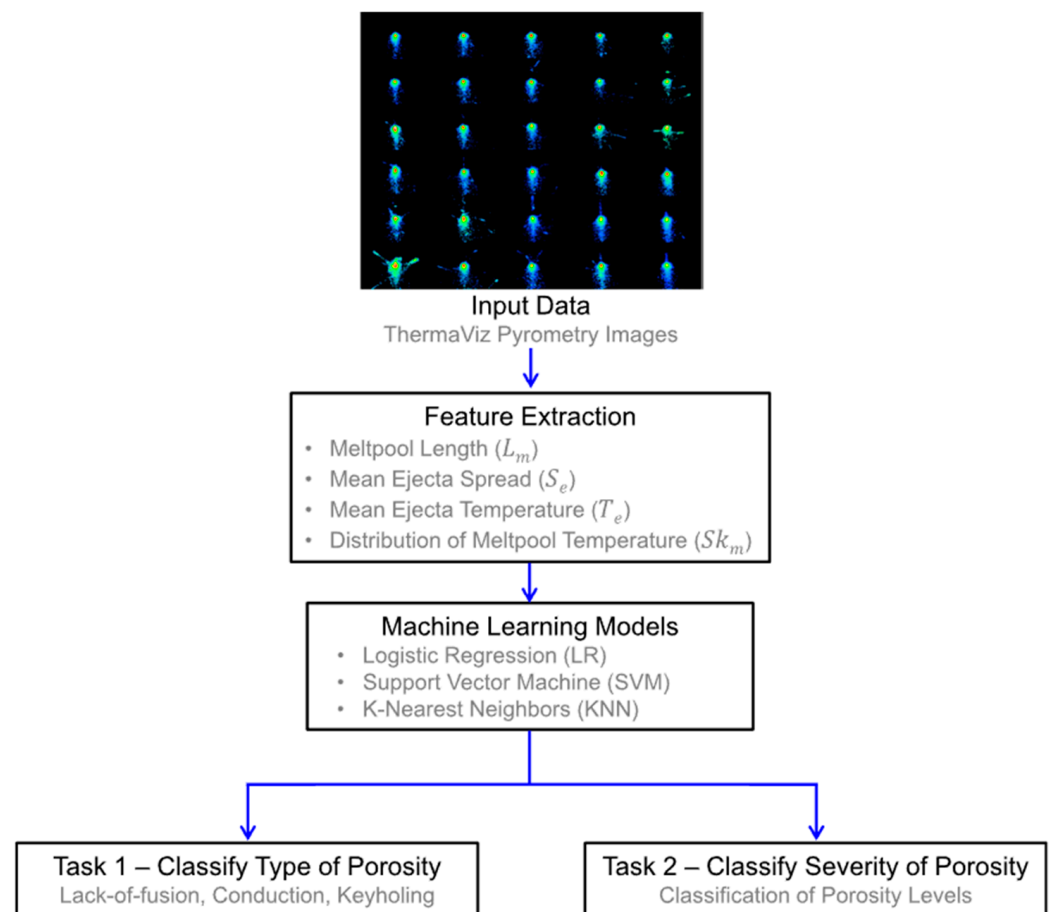 Input Data
ThermaViz Pyrometry Images
Feature Extraction
• Meltpool Length (L_m)
• Mean Ejecta Spread (S_e)
• Mean Ejecta Temperature (T_e)
• Distribution of Meltpool Temperature (Sk_m)
Machine Learning Models
• Logistic Regression (LR)
• Support Vector Machine (SVM)
• K-Nearest Neighbors (KNN)
Task 1 – Classify Type of Porosity
Lack-of-fusion, Conduction, Keyholing
Task 2 – Classify Severity of Porosity
Classification of Porosity Levels